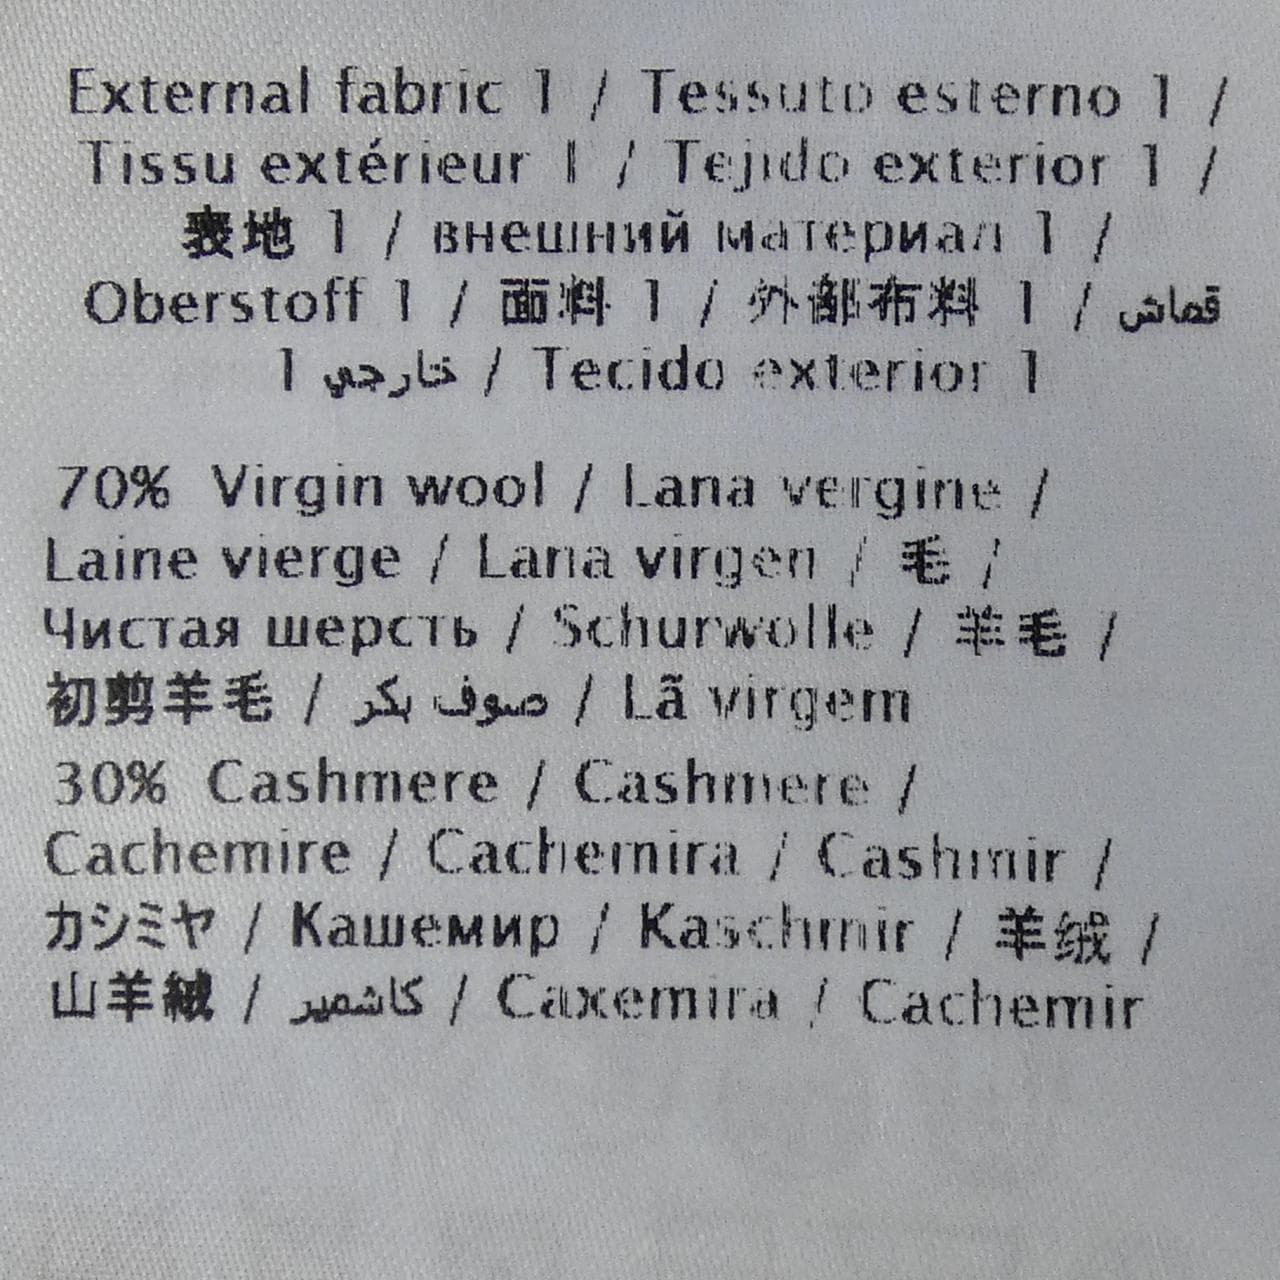 External fabric 1 / Tessuto esterno 1 /
Tissu extérieur 1 / Tejido exterior 1 /
表地 1 / внешний материал 1 /
Oberstoff 1 / 面料 1 / 外部布料 1 / قماش
خارجي 1 / Tecido exterior 1
70% Virgin wool / Lana vergine /
Laine vierge / Lana virgen / 毛 /
Чистая шерсть / Schurwolle / 羊毛 /
初剪羊毛 / صوف بكر / Lã virgem
30% Cashmere / Cashmere /
Cachemire / Cachemira / Cashmir /
カシミヤ / Кашемир / Kaschmir / 羊绒 /
山羊絨 / كاشمير / Caxemira / Cachemir